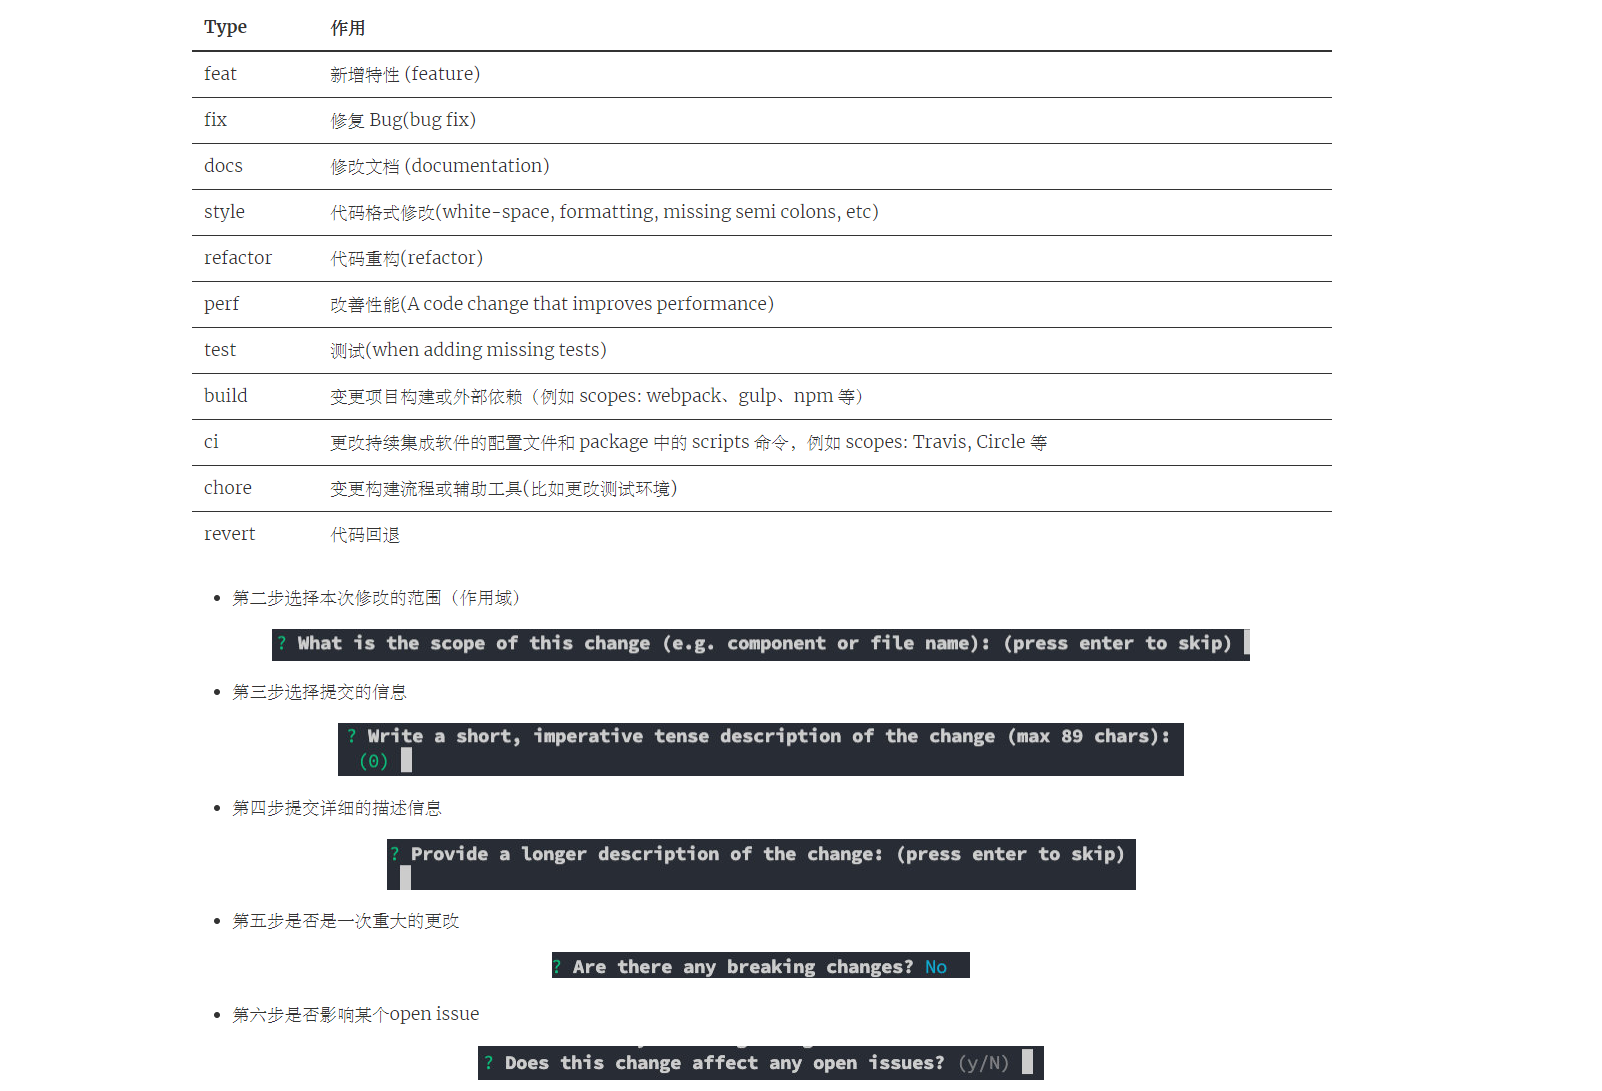 Type 作用
feat 新增特性 (feature)
fix 修复 Bug(bug fix)
docs 修改文档 (documentation)
style 代码格式修改(white-space, formatting, missing semi colons, etc)
refactor 代码重构(refactor)
perf 改善性能(A code change that improves performance)
test 测试(when adding missing tests)
build 变更项目构建或外部依赖（例如 scopes: webpack、gulp、npm 等）
ci 更改持续集成软件的配置文件和 package 中的 scripts 命令，例如 scopes: Travis, Circle 等
chore 变更构建流程或辅助工具(比如更改测试环境)
revert 代码回退
• 第二步选择本次修改的范围（作用域）
? What is the scope of this change (e.g. component or file name): (press enter to skip)
• 第三步选择提交的信息
? Write a short, imperative tense description of the change (max 89 chars):
(0)
• 第四步提交详细的描述信息
? Provide a longer description of the change: (press enter to skip)
• 第五步是否是一次重大的更改
? Are there any breaking changes? No
• 第六步是否影响某个open issue
? Does this change affect any open issues? (y/N)